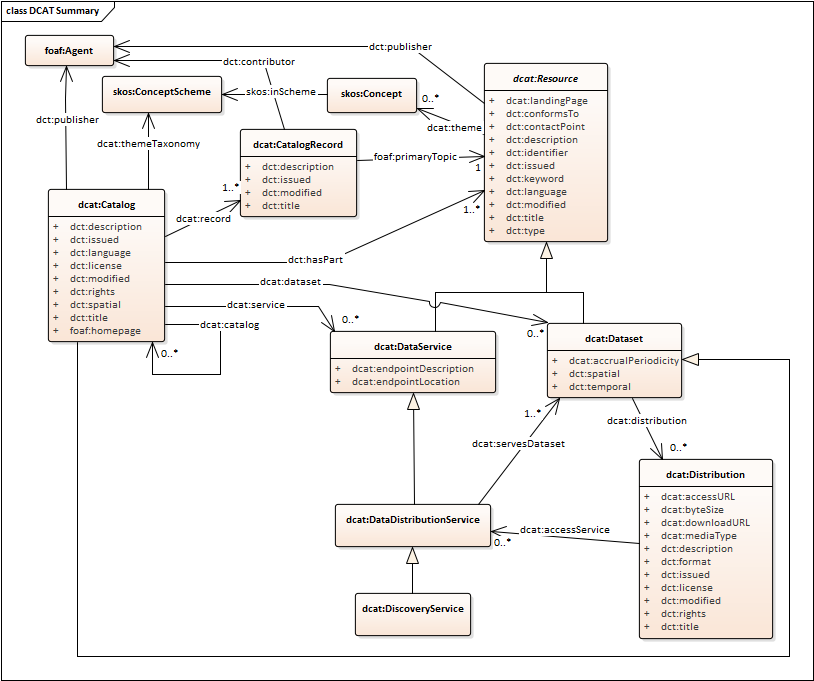 class DCAT Summary
foaf:Agent
dct:publisher
dct:contributor
skos:ConceptScheme
skos:inScheme
skos:Concept
0..*
dcat:theme
dcat:Resource
+ dcat:landingPage
+ dct:conformsTo
+ dct:contactPoint
+ dct:description
+ dct:identifier
+ dct:issued
+ dct:keyword
+ dct:language
+ dct:modified
+ dct:title
+ dct:type
dct:publisher
dcat:themeTaxonomy
dcat:CatalogRecord
+ dct:description
+ dct:issued
+ dct:modified
+ dct:title
foaf:primaryTopic
1
1..*
dcat:record
1..*
dcat:Catalog
+ dct:description
+ dct:issued
+ dct:language
+ dct:license
+ dct:modified
+ dct:rights
+ dct:spatial
+ dct:title
+ foaf:homepage
dct:hasPart
dcat:dataset
dcat:service
0..*
dcat:catalog
0..*
0..*
dcat:DataService
+ dcat:endpointDescription
+ dcat:endpointLocation
dcat:Dataset
+ dcat:accrualPeriodicity
+ dct:spatial
+ dct:temporal
1..*
dcat:servesDataset
dcat:distribution
0..*
dcat:Distribution
+ dcat:accessURL
+ dcat:byteSize
+ dcat:downloadURL
+ dcat:mediaType
+ dct:description
+ dct:format
+ dct:issued
+ dct:license
+ dct:modified
+ dct:rights
+ dct:title
dcat:DataDistributionService
dcat:accessService
0..*
dcat:DiscoveryService